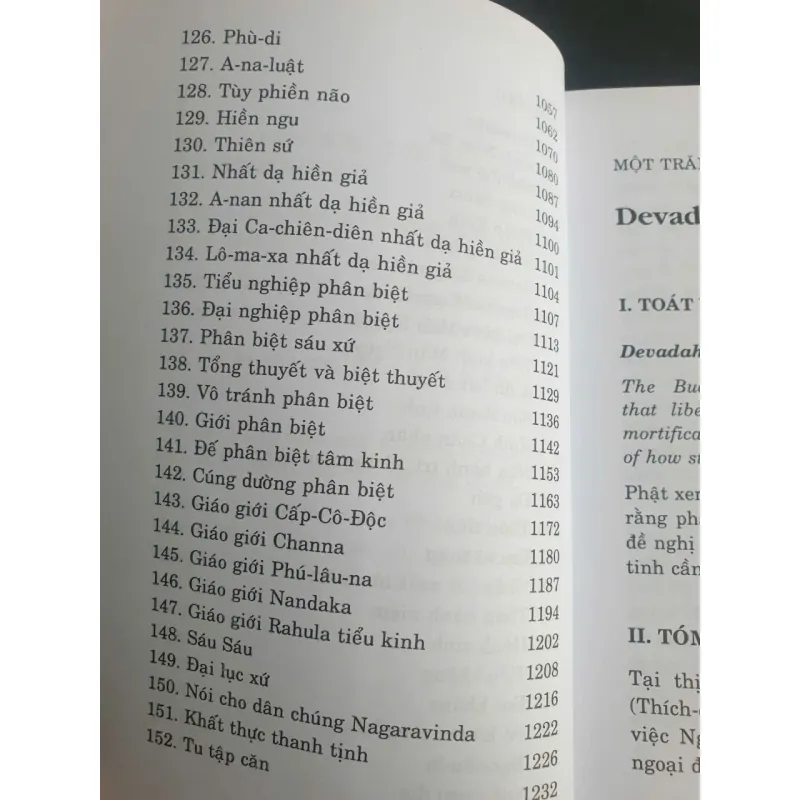 126. Phù-di 1057
127. A-na-luật 1062
128. Tùy phiền não 1070
129. Hiền ngu 1080
130. Thiên sứ 1087
131. Nhất dạ hiền giả 1094
132. A-nan nhất dạ hiền giả 1100
133. Đại Ca-chiên-diên nhất dạ hiền giả 1101
134. Lô-ma-xa nhất dạ hiền giả 1104
135. Tiểu nghiệp phân biệt 1107
136. Đại nghiệp phân biệt 1113
137. Phân biệt sáu xứ 1121
138. Tổng thuyết và biệt thuyết 1129
139. Vô tránh phân biệt 1136
140. Giới phân biệt 1142
141. Đế phân biệt tâm kinh 1153
142. Cúng dường phân biệt 1163
143. Giáo giới Cấp-Cô-Độc 1172
144. Giáo giới Channa 1180
145. Giáo giới Phú-lâu-na 1187
146. Giáo giới Nandaka 1194
147. Giáo giới Rahula tiểu kinh 1202
148. Sáu Sáu 1208
149. Đại lục xứ 1216
150. Nói cho dân chúng Nagaravinda 1222
151. Khất thực thanh tịnh 1226
152. Tu tập căn 1232
MỘT TRĂ
Devad
I. TOÁT
Devadah
The Bu
that libe
mortifica
of how s
Phật xe
rằng ph
đề nghị
tinh cần
II. TÓM
Tại thị
(Thích-
việc Ng
ngoại đ